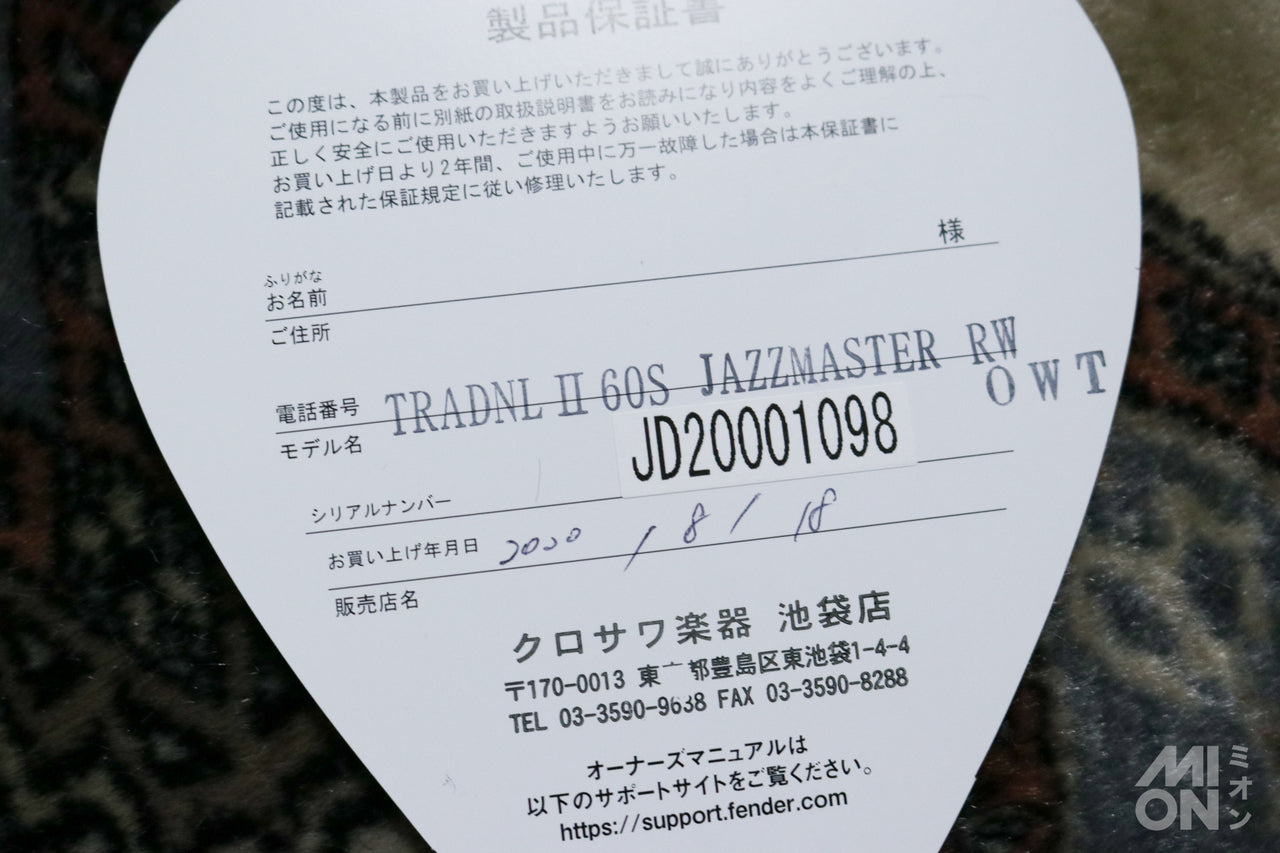 製品保証書
この度は、本製品をお買い上げいただきまして誠にありがとうございます。
ご使用になる前に別紙の取扱説明書をお読みになり内容をよくご理解の上、
正しく安全にご使用いただきますようお願いいたします。
お買い上げ日より2年間、ご使用中に万一故障した場合は本保証書に
記載された保証規定に従い修理いたします。
ふりがな
お名前 様
ご住所
電話番号
モデル名 TRADNL II 60S JAZZMASTER RW
OWT
シリアルナンバー JD20001098
お買い上げ年月日 2020 / 8 / 18
販売店名
クロサワ楽器 池袋店
〒170-0013 東 都豊島区東池袋1-4-4
TEL 03-3590-9638 FAX 03-3590-8288
オーナーズマニュアルは
以下のサポートサイトをご覧ください。
https://support.fender.com
MION ミオン